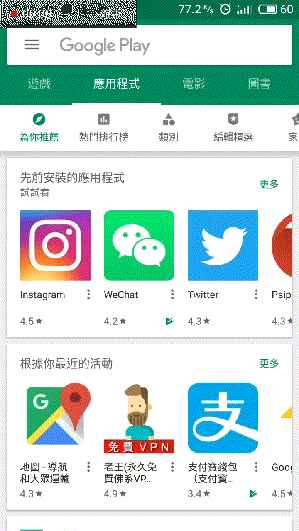 77.2 K/s 60
Google Play
遊戲 應用程式 電影 圖書
為你推薦 熱門排行榜 類別 編輯精選
先前安裝的應用程式
試試看
更多
Instagram WeChat Twitter Psip
4.5★ 4.2★ 4.3★ 4.3
根據你最近的活動
更多
免費VPN
支
地圖 - 導航 老王(永久免 支付寶錢包 Goog
和大眾運輸 費佛系VP... (支付宝...
4.3★ 4.9★ 3.4★ 4.5